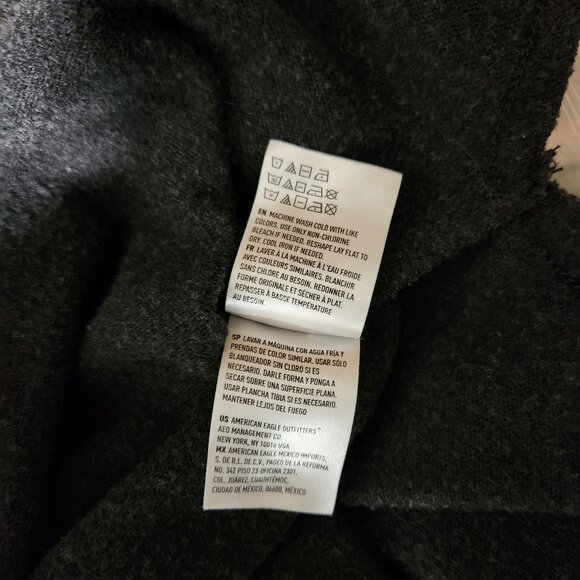 EN MACHINE WASH COLD WITH LIKE
COLORS. USE ONLY NON-CHLORINE
BLEACH IF NEEDED. RESHAPE LAY FLAT TO
DRY. COOL IRON IF NEEDED.
FR LAVER À LA MACHINE À L'EAU FROIDE
AVEC COULEURS SIMILAIRES. BLANCHIR
SANS CHLORE AU BESOIN. REDONNER LA
FORME ORIGINALE ET SÉCHER À PLAT.
REPASSER À BASSE TEMPÉRATURE
AU BESOIN
SP LAVAR A MÁQUINA CON AGUA FRÍA Y
PRENDAS DE COLOR SIMILAR. USAR SÓLO
BLANQUEADOR SIN CLORO SI ES
NECESARIO. DARLE FORMA Y PONGA A
SECAR SOBRE UNA SUPERFICIE PLANA.
USAR PLANCHA TIBIA SI ES NECESARIO.
MANTENER LEJOS DEL FUEGO
US AMERICAN EAGLE OUTFITTERS®
AEO MANAGEMENT CO.
NEW YORK, NY 10016 USA
MX AMERICAN EAGLE MEXICO IMPORTS,
S. DE R.L. DE C.V., PASEO DE LA REFORMA
NO. 342 PISO 23-OFICINA 2301,
COL. JUÁREZ. CUAUHTÉMOC,
CIUDAD DE MÉXICO, 06600, MÉXICO